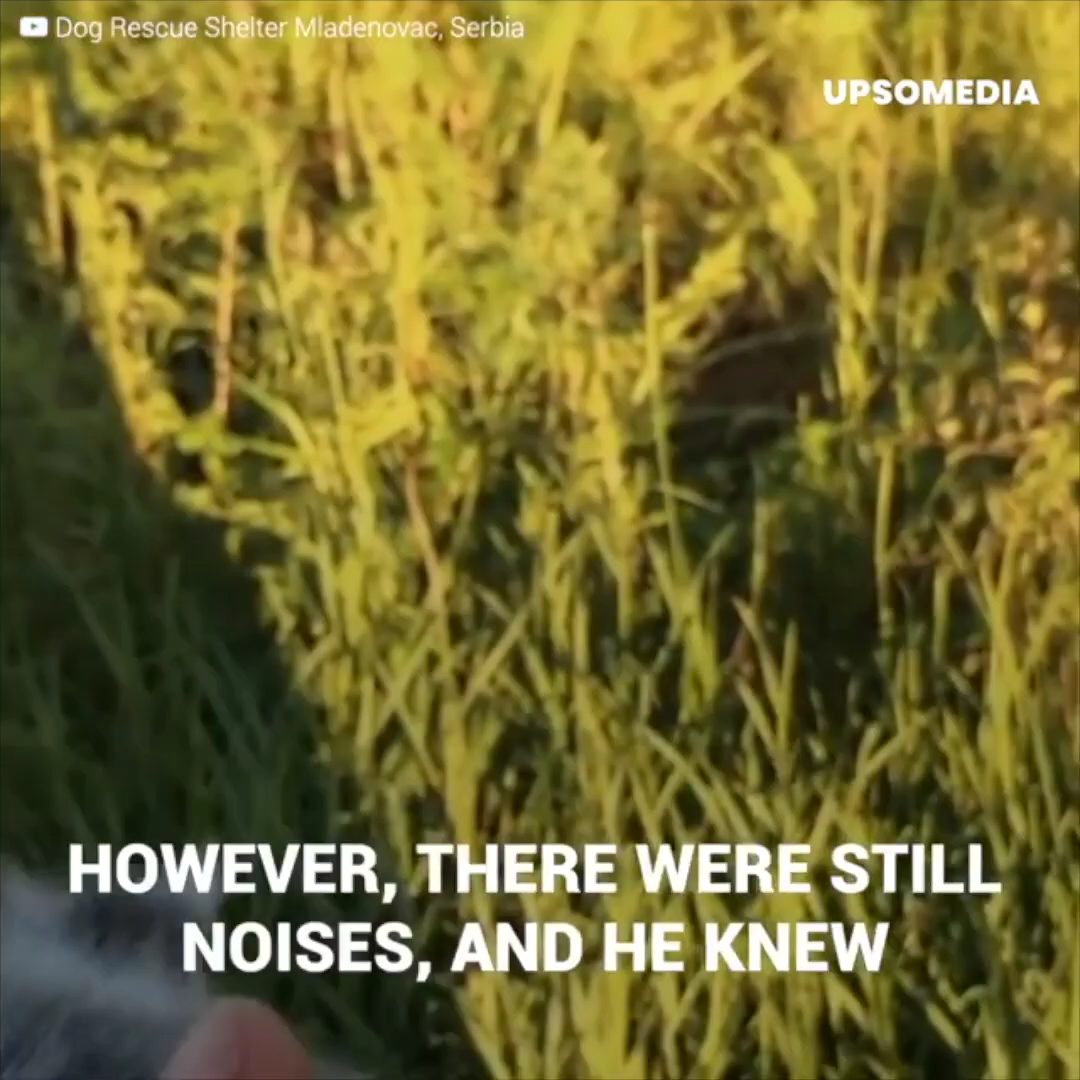 Dog Rescue Shelter Mladenovac, Serbia
UPSOMEDIA
HOWEVER, THERE WERE STILL
NOISES, AND HE KNEW